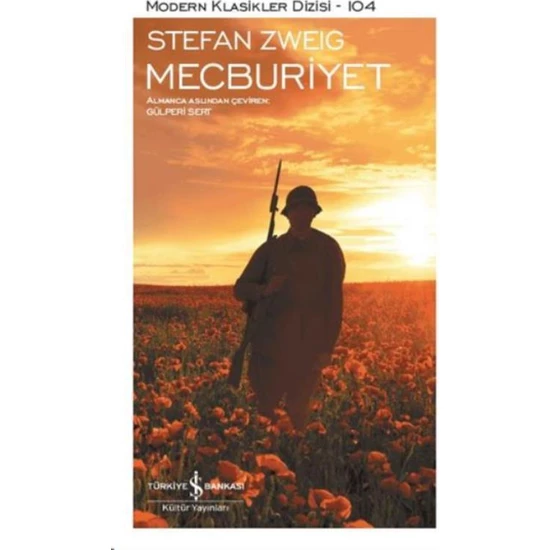 Modern Klasikler Dizisi - 104
Stefan Zweig
Mecburiyet
Almanca aslından çeviren:
Gülperi Sert
TÜRKİYE İŞ BANKASI
Kültür Yayınları